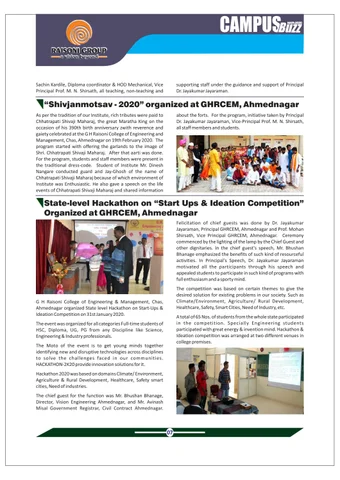 CAMPUS
BUZZ
RAISONI GROUP
a vision beyond
Sachin Kardile, Diploma coordinator & HOD Mechanical, Vice
Principal Prof. M. N. Shirsath, all teaching, non-teaching and
supporting staff under the guidance and support of Principal
Dr. Jayakumar Jayaraman.
“Shivjanmotsav - 2020” organized at GHRCEM, Ahmednagar
As per the tradition of our Institute, rich tributes were paid to
Chhatrapati Shivaji Maharaj, the great Maratha King on the
occasion of his 390th birth anniversary (with reverence and
gaiety celebrated at the G H Raisoni College of Engineering and
Management, Chas, Ahmednagar on 19th February 2020. The
program started with offering the garlands to the image of
Shri. Chhatrapati Shivaji Maharaj. After that aarti was done.
For the program, students and staff members were present in
the traditional dress-code. Student of Institute Mr. Dinesh
Nangare conducted guard and Jay-Ghosh of the name of
Chhatrapati Shivaji Maharaj because of which environment of
Institute was Enthusiastic. He also gave a speech on the life
events of Chhatrapati Shivaji Maharaj and shared information
about the forts. For the program, initiative taken by Principal
Dr. Jayakumar Jayaraman, Vice-Principal Prof. M. N. Shirsath,
all staff members and students.
State-level Hackathon on “Start Ups & Ideation Competition”
Organized at GHRCEM, Ahmednagar
G H Raisoni College of Engineering & Management, Chas,
Ahmednagar organized State level Hackathon on Start-Ups &
Ideation Competition on 31st January 2020.
The event was organized for all categories Full-time students of
HSC, Diploma, UG, PG from any Discipline like Science,
Engineering & Industry professionals.
The Moto of the event is to get young minds together
identifying new and disruptive technologies across disciplines
to solve the challenges faced in our communities.
HACKATHON-2K20 provide innovation solutions for it.
Hackathon 2020 was based on domains Climate/ Environment,
Agriculture & Rural Development, Healthcare, Safety smart
cities, Need of industries.
The chief guest for the function was Mr. Bhushan Bhanage,
Director, Vision Engineering Ahmednagar, and Mr. Avinash
Misal Government Registrar, Civil Contract Ahmednagar.
Felicitation of chief guests was done by Dr. Jayakumar
Jayaraman, Principal GHRCEM, Ahmednagar and Prof. Mohan
Shirsath, Vice Principal GHRCEM, Ahmednagar. Ceremony
commenced by the lighting of the lamp by the Chief Guest and
other dignitaries. In the chief guest's speech, Mr. Bhushan
Bhanage emphasized the benefits of such kind of resourseful
activities. In Principal's Speech, Dr. Jayakumar Jayaraman
motivated all the participants through his speech and
appealed students to participate in such kind of programs with
full enthusiasm and a sporty mind.
The competition was based on certain themes to give the
desired solution for existing problems in our society. Such as
Climate/Environment, Agriculture/ Rural Development,
Healthcare, Safety, Smart Cities, Need of Industry, etc.
A total of 65 Nos. of students from the whole state participated
in the competition. Specially Engineering students
participated with great energy & invention mind. Hackathon &
Ideation competition was arranged at two different venues in
college premises.
07